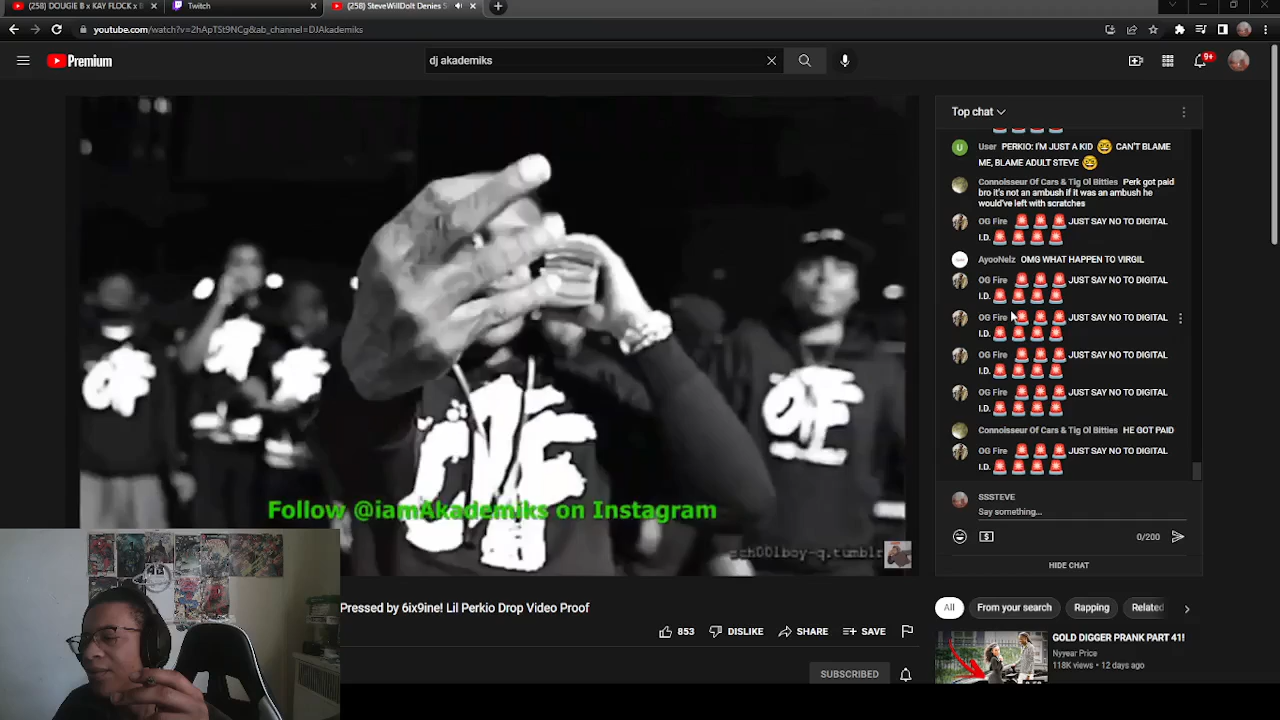 (258) DOUGIE B x KAY FLOCK x B
Twitch
(258) SteveWillDoIt Denies S
youtube.com/watch?v=2hApTSt9NCg&ab_channel=DJAkademiks
Premium
dj akademiks
9+
Top chat
User PERKIO: I'M JUST A KID 🤓 CAN'T BLAME
ME, BLAME ADULT STEVE 🤓
Connoisseur Of Cars & Tig Ol Bitties Perk got paid
bro it's not an ambush if it was an ambush he
would've left with scratches
OG Fire 🚨🚨🚨 JUST SAY NO TO DIGITAL
I.D. 🚨🚨🚨🚨
AyooNelz OMG WHAT HAPPEN TO VIRGIL
OG Fire 🚨🚨🚨 JUST SAY NO TO DIGITAL
I.D. 🚨🚨🚨🚨
OG Fire 🚨🚨🚨 JUST SAY NO TO DIGITAL
I.D. 🚨🚨🚨🚨
OG Fire 🚨🚨🚨 JUST SAY NO TO DIGITAL
I.D. 🚨🚨🚨🚨
OG Fire 🚨🚨🚨 JUST SAY NO TO DIGITAL
I.D. 🚨🚨🚨🚨
Connoisseur Of Cars & Tig Ol Bitties HE GOT PAID
OG Fire 🚨🚨🚨 JUST SAY NO TO DIGITAL
I.D. 🚨🚨🚨🚨
SSSTEVE
Say something...
0/200
HIDE CHAT
OF
Follow @iamAkademiks on Instagram
sch00lboy-q.tumblr
Pressed by 6ix9ine! Lil Perkio Drop Video Proof
853
DISLIKE
SHARE
SAVE
SUBSCRIBED
All
From your search
Rapping
Related
GOLD DIGGER PRANK PART 41!
Nyyear Price
118K views • 12 days ago